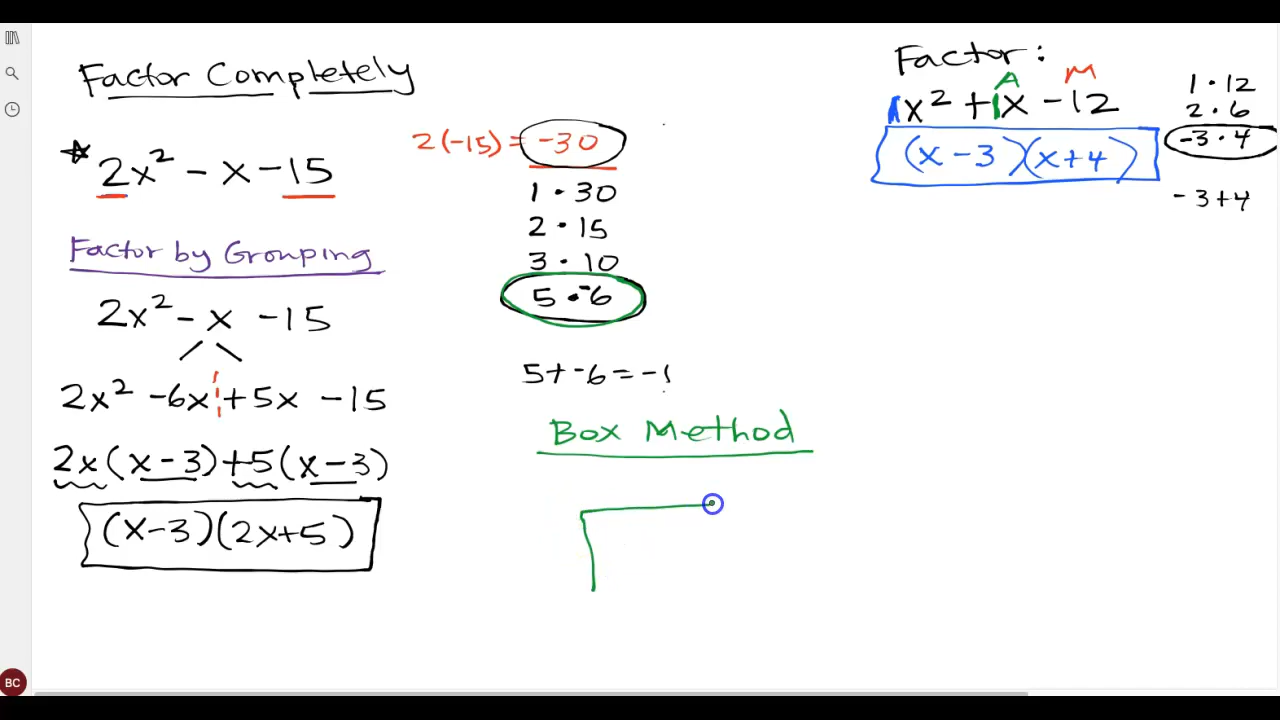 Factor Completely
2x² - x - 15
Factor by Grouping
2x² - x - 15
2x² - 6x + 5x - 15
2x(x-3)+5(x-3)
(x-3)(2x+5)
2(-15) = -30
1 · 30
2 · 15
3 · 10
5 · -6
5 + -6 = -1
Box Method
Factor:
A M
1x² + 1x - 12
(x-3)(x+4)
1 · 12
2 · 6
-3 · 4
-3+4
BC